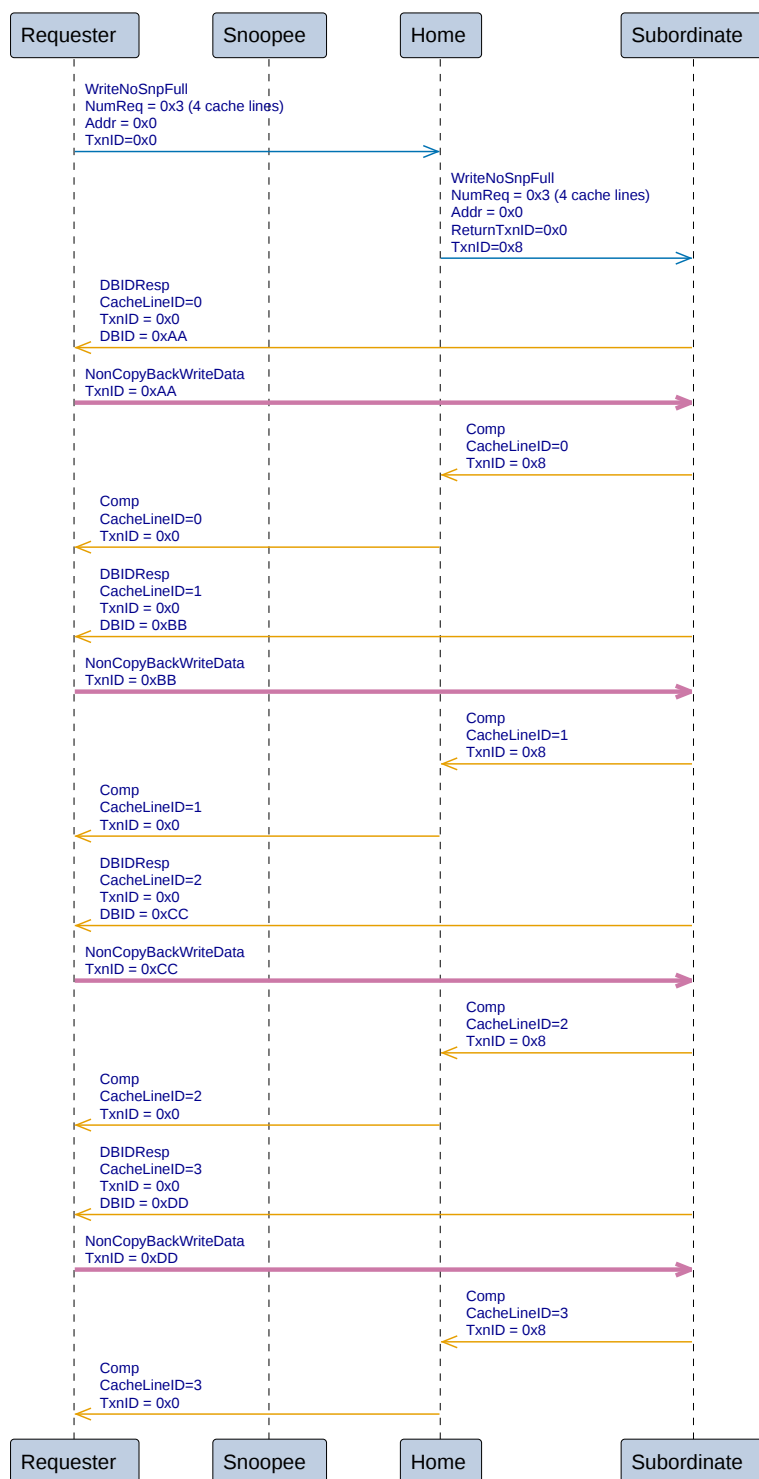 Requester
Snoopee
Home
Subordinate
WriteNoSnpFull
NumReq = 0x3 (4 cache lines)
Addr = 0x0
TxnID=0x0
WriteNoSnpFull
NumReq = 0x3 (4 cache lines)
Addr = 0x0
ReturnTxnID=0x0
TxnID=0x8
DBIDResp
CacheLineID=0
TxnID = 0x0
DBID = 0xAA
NonCopyBackWriteData
TxnID = 0xAA
Comp
CacheLineID=0
TxnID = 0x8
Comp
CacheLineID=0
TxnID = 0x0
DBIDResp
CacheLineID=1
TxnID = 0x0
DBID = 0xBB
NonCopyBackWriteData
TxnID = 0xBB
Comp
CacheLineID=1
TxnID = 0x8
Comp
CacheLineID=1
TxnID = 0x0
DBIDResp
CacheLineID=2
TxnID = 0x0
DBID = 0xCC
NonCopyBackWriteData
TxnID = 0xCC
Comp
CacheLineID=2
TxnID = 0x8
Comp
CacheLineID=2
TxnID = 0x0
DBIDResp
CacheLineID=3
TxnID = 0x0
DBID = 0xDD
NonCopyBackWriteData
TxnID = 0xDD
Comp
CacheLineID=3
TxnID = 0x8
Comp
CacheLineID=3
TxnID = 0x0
Requester
Snoopee
Home
Subordinate